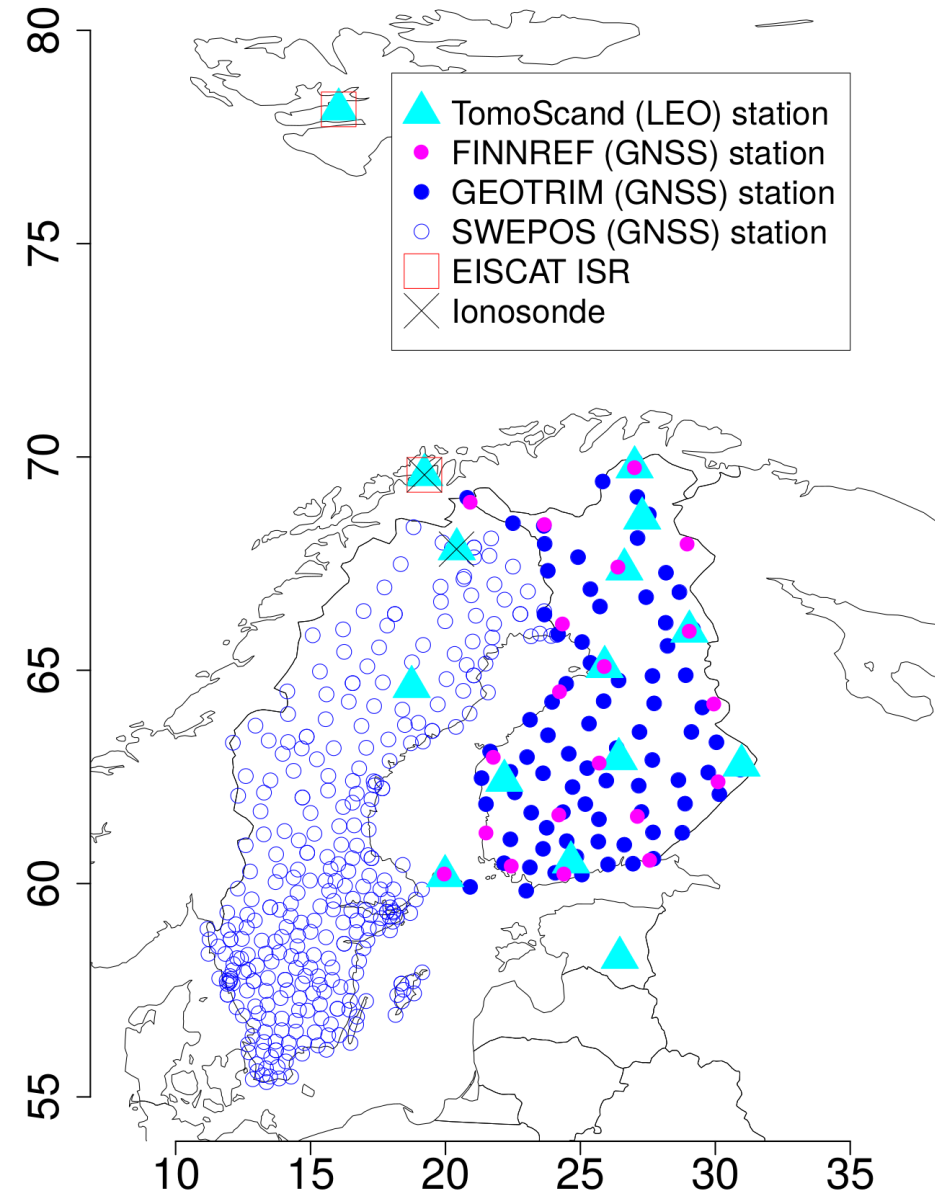 80
75
70
65
60
55
TomoScand (LEO) station
FINNREF (GNSS) station
GEOTRIM (GNSS) station
SWEPOS (GNSS) station
EISCAT ISR
Ionosonde
10 15 20 25 30 35